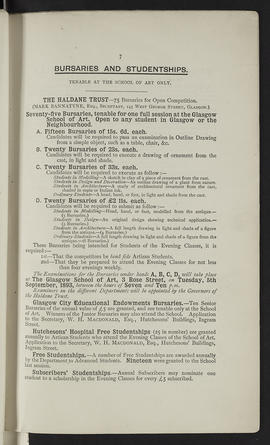 7
BURSARIES AND STUDENTSHIPS.
TENABLE AT THE SCHOOL OF ART ONLY.
THE HALDANE TRUST—75 Bursaries for Open Competition.
(MARK BANNATYNE, Esq., Secretary, 145 West George Street, Glasgow.)
Seventy-five Bursaries, tenable for one full session at the Glasgow
School of Art. Open to any student in Glasgow or the
Neighbourhood.
A. Fifteen Bursaries of 15s. 6d. each.
Candidates will be required to pass an examination in Outline Drawing
from a simple object, such as a table, chair, &c.
B. Twenty Bursaries of 23s. each.
Candidates will be required to execute a drawing of ornament from the
cast, in light and shade.
C. Twenty Bursaries of 33s. each.
Candidates will be required to execute as follows:—
Students in Modelling—A sketch in clay of a piece of ornament from the cast.
Students in Design and Decoration—An outline drawing of a plant from nature.
Students in Architecture—A study of architectural ornament from the cast,
shaded in sepia or Indian ink.
Drawing Students—A head, hand, or foot, in light and shade from the cast.
D. Twenty Bursaries of £2 11s. each.
Candidates will be required to submit as follow:—
Students in Modelling—Head, hand, or foot, modelled from the antique—
(5 Bursaries).
Students in Design—An original design shewing technical application—
(5 Bursaries).
Students in Architecture—A full length drawing in light and shade of a figure
from the antique—(5 Bursaries).
Drawing Students—A full length drawing in light and shade of a figure from
the antique—(5 Bursaries).
These Bursaries being intended for Students of the Evening Classes, it is
required:—
1st—That the competitors be bona fide Artisan Students.
2nd—That they be prepared to attend the Evening Classes for not less
than four evenings weekly.
The Examinations for the Bursaries under heads A, B, C, D, will take place
at The Glasgow School of Art, 3 Rose Street, on Tuesday, 5th
September, 1893, between the hours of Seven and Ten p.m.
Examiners in the different Departments will be appointed by the Governors of
the Haldane Trust.
Glasgow City Educational Endowments Bursaries.—Ten Senior
Bursaries of the annual value of £5 are granted, and are tenable only at the School
of Art. Winners of the Junior Bursaries may also attend the School. Application
to the Secretary, W. H. Macdonald, Esq., Hutchesons' Buildings, Ingram
Street.
Hutchesons' Hospital Free Studentships (25 in number) are granted
annually to Artisans who attend the Evening Classes of the School of Art.
Application to the Secretary, W. H. MACDONALD, Esq., Hutchesons' Buildings,
Ingram Street.
Free Studentships.—A number of Free Studentships are awarded annually
by the Department to Advanced Students. Nineteen were granted to the School
in 1892.
Subscribers' Studentships.—Annual Subscribers may nominate one
student to a scholarship in the Evening Classes for every £5 subscribed.